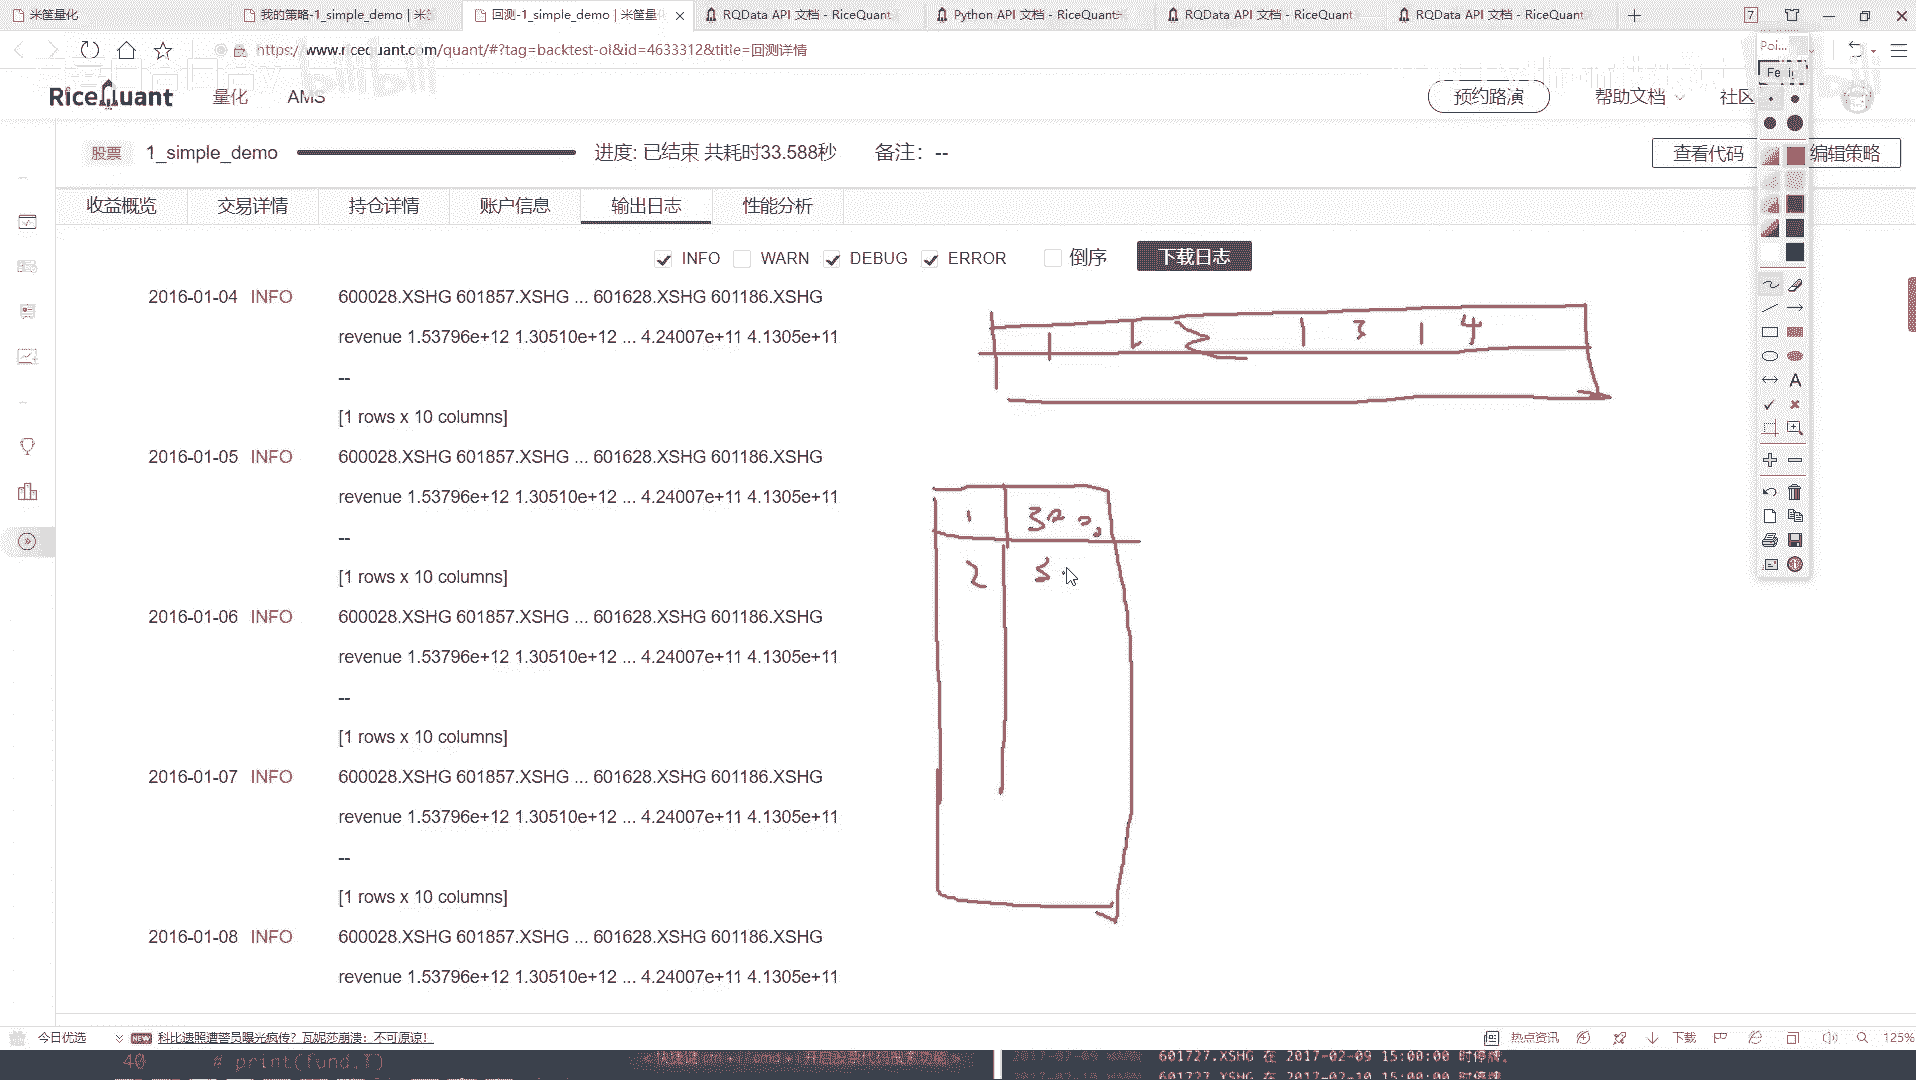 米筐量化
我的策略-1_simple_demo | 米筐
回测-1_simple_demo | 米筐量化
RQData API 文档 - RiceQuant
Python API 文档 - RiceQuant
RQData API 文档 - RiceQuant
RQData API 文档 - RiceQuant
7
https://www.ricequant.com/quant/#?tag=backtest-ol&id=4633312&title=回测详情
Poi...
RiceQuant
量化
AMS
预约路演
帮助文档
社区
股票
1_simple_demo
进度: 已结束 共耗时33.588秒
备注: --
查看代码
编辑策略
收益概览
交易详情
持仓详情
账户信息
输出日志
性能分析
INFO
WARN
DEBUG
ERROR
倒序
下载日志
2016-01-04 INFO 600028.XSHG 601857.XSHG ... 601628.XSHG 601186.XSHG
revenue 1.53796e+12 1.30510e+12 ... 4.24007e+11 4.1305e+11
--
[1 rows x 10 columns]
2016-01-05 INFO 600028.XSHG 601857.XSHG ... 601628.XSHG 601186.XSHG
revenue 1.53796e+12 1.30510e+12 ... 4.24007e+11 4.1305e+11
--
[1 rows x 10 columns]
2016-01-06 INFO 600028.XSHG 601857.XSHG ... 601628.XSHG 601186.XSHG
revenue 1.53796e+12 1.30510e+12 ... 4.24007e+11 4.1305e+11
--
[1 rows x 10 columns]
2016-01-07 INFO 600028.XSHG 601857.XSHG ... 601628.XSHG 601186.XSHG
revenue 1.53796e+12 1.30510e+12 ... 4.24007e+11 4.1305e+11
--
[1 rows x 10 columns]
2016-01-08 INFO 600028.XSHG 601857.XSHG ... 601628.XSHG 601186.XSHG
revenue 1.53796e+12 1.30510e+12 ... 4.24007e+11 4.1305e+11
3 4
1
2
今日优选
NEW
科比遗照遭警员曝光疯传？瓦妮莎崩溃：不可原谅！
热点资讯
下载
125%
40 # print(fund.T)
601727.XSHG 在 2017-02-09 15:00:00 时停牌。
601727.XSHG 在 2017-02-10 15:00:00 时停牌。